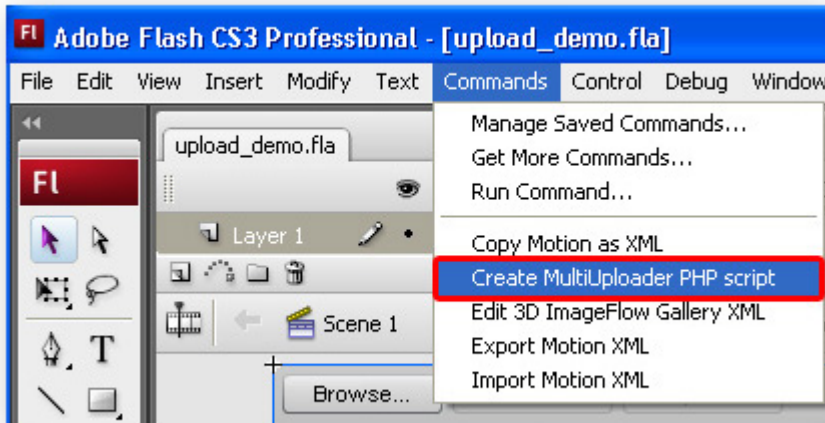 Fl Adobe Flash CS3 Professional - [upload_demo.fla]
File Edit View Insert Modify Text Commands Control Debug Window
upload_demo.fla
Fl
Layer 1
Scene 1
Browse...
Manage Saved Commands...
Get More Commands...
Run Command...
Copy Motion as XML
Create MultiUploader PHP script
Edit 3D ImageFlow Gallery XML
Export Motion XML
Import Motion XML